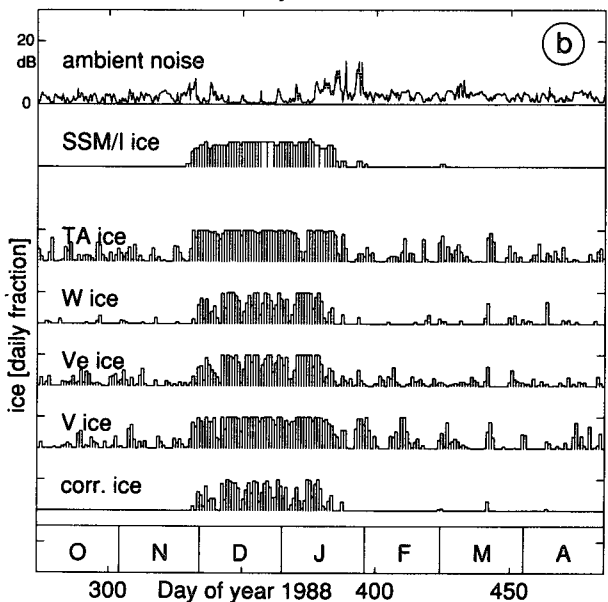 20
dB
ambient noise
b
0
SSM/I ice
TA ice
W ice
Ve ice
V ice
corr. ice
ice [daily fraction]
O N D J F M A
300 Day of year 1988 400 450